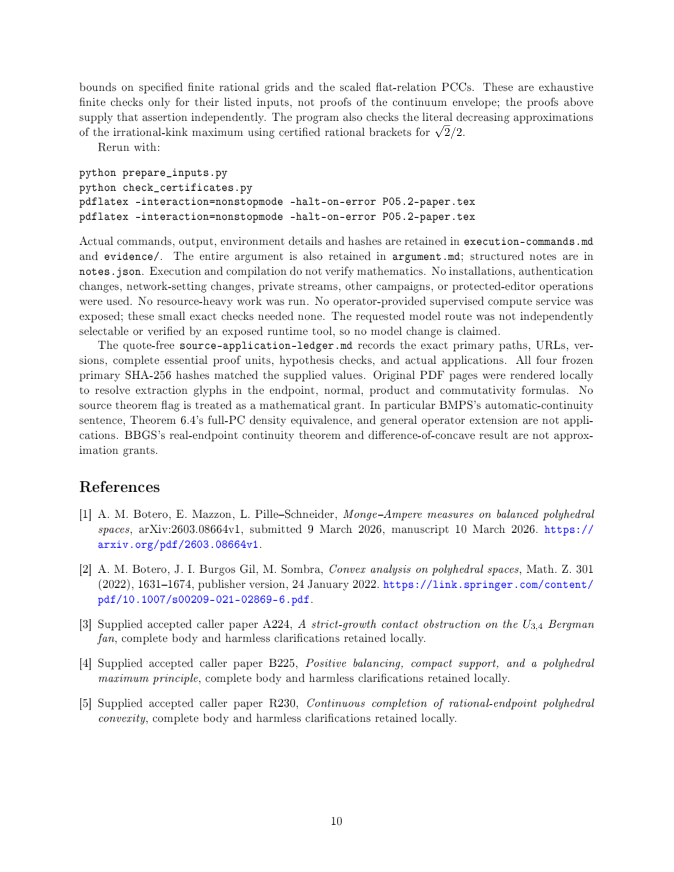 bounds on specified finite rational grids and the scaled flat-relation PCCs. These are exhaustive
finite checks only for their listed inputs, not proofs of the continuum envelope; the proofs above
supply that assertion independently. The program also checks the literal decreasing approximations
of the irrational-kink maximum using certified rational brackets for √2/2.
Rerun with:
python prepare_inputs.py
python check_certificates.py
pdflatex -interaction=nonstopmode -halt-on-error P05.2-paper.tex
pdflatex -interaction=nonstopmode -halt-on-error P05.2-paper.tex
Actual commands, output, environment details and hashes are retained in execution-commands.md
and evidence/. The entire argument is also retained in argument.md; structured notes are in
notes.json. Execution and compilation do not verify mathematics. No installations, authentication
changes, network-setting changes, private streams, other campaigns, or protected-editor operations
were used. No resource-heavy work was run. No operator-provided supervised compute service was
exposed; these small exact checks needed none. The requested model route was not independently
selectable or verified by an exposed runtime tool, so no model change is claimed.
The quote-free source-application-ledger.md records the exact primary paths, URLs, ver-
sions, complete essential proof units, hypothesis checks, and actual applications. All four frozen
primary SHA-256 hashes matched the supplied values. Original PDF pages were rendered locally
to resolve extraction glyphs in the endpoint, normal, product and commutativity formulas. No
source theorem flag is treated as a mathematical grant. In particular BMPS's automatic-continuity
sentence, Theorem 6.4's full-PC density equivalence, and general operator extension are not appli-
cations. BBGS's real-endpoint continuity theorem and difference-of-concave result are not approx-
imation grants.
References
[1] A. M. Botero, E. Mazzon, L. Pille–Schneider, Monge–Ampere measures on balanced polyhedral
spaces, arXiv:2603.08664v1, submitted 9 March 2026, manuscript 10 March 2026. https://
arxiv.org/pdf/2603.08664v1.
[2] A. M. Botero, J. I. Burgos Gil, M. Sombra, Convex analysis on polyhedral spaces, Math. Z. 301
(2022), 1631–1674, publisher version, 24 January 2022. https://link.springer.com/content/
pdf/10.1007/s00209-021-02869-6.pdf.
[3] Supplied accepted caller paper A224, A strict-growth contact obstruction on the U3,4 Bergman
fan, complete body and harmless clarifications retained locally.
[4] Supplied accepted caller paper B225, Positive balancing, compact support, and a polyhedral
maximum principle, complete body and harmless clarifications retained locally.
[5] Supplied accepted caller paper R230, Continuous completion of rational-endpoint polyhedral
convexity, complete body and harmless clarifications retained locally.
10